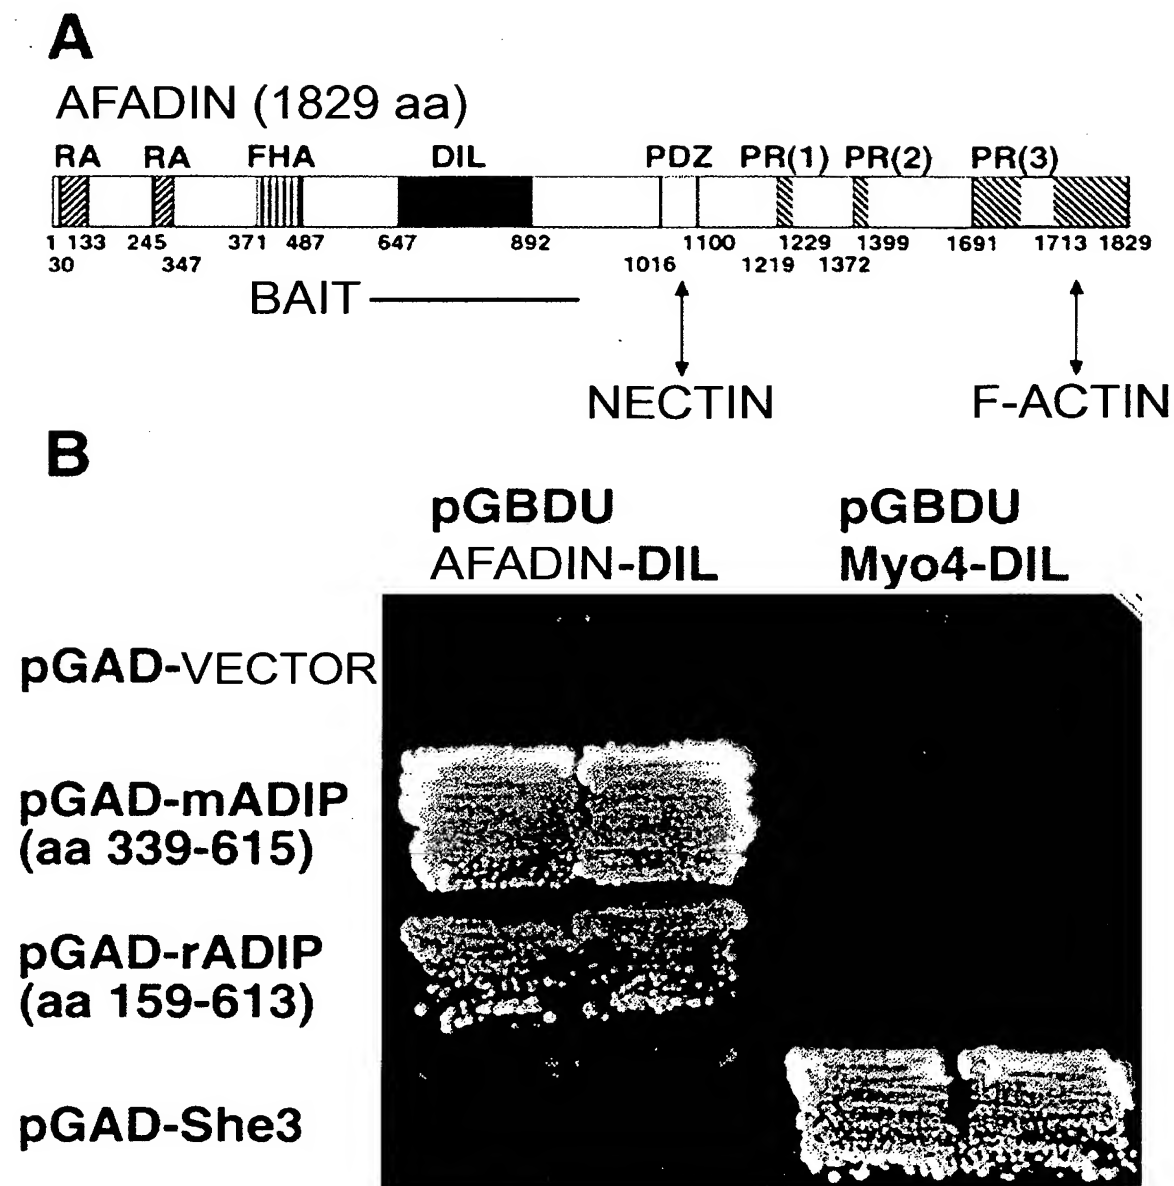 A
AFADIN (1829 aa)
RA RA FHA DIL PDZ PR(1) PR(2) PR(3)
1 133 245 371 487 647 892 1100 1229 1399 1691 1713 1829
30 347 1016 1219 1372
BAIT
NECTIN F-ACTIN
B
pGBDU pGBDU
AFADIN-DIL Myo4-DIL
pGAD-VECTOR
pGAD-mADIP
(aa 339-615)
pGAD-rADIP
(aa 159-613)
pGAD-She3